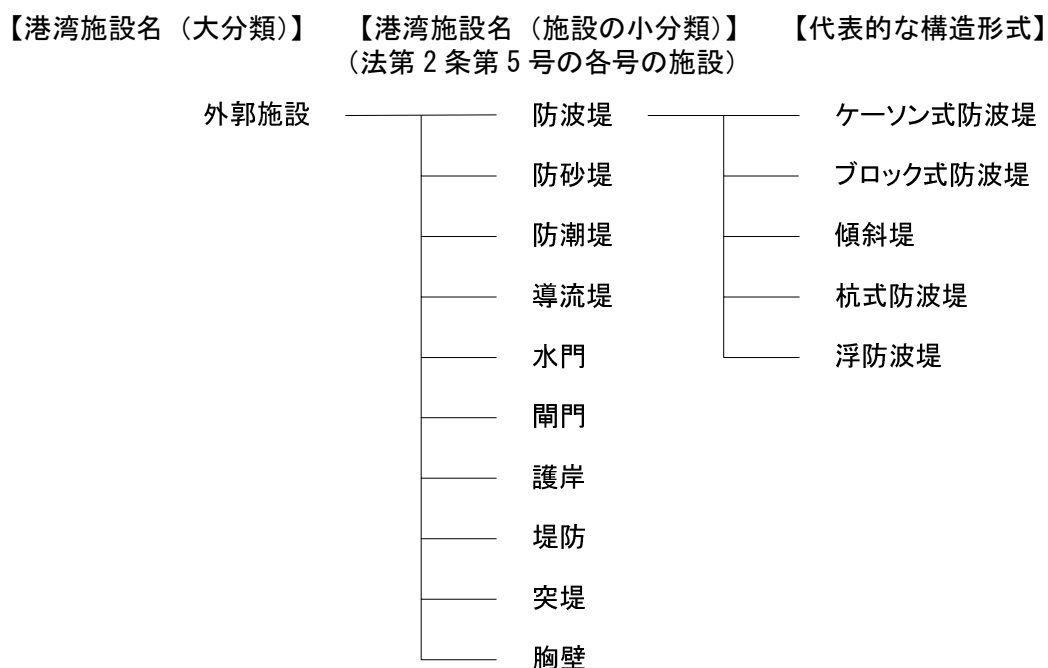 【港湾施設名（大分類）】 【港湾施設名（施設の小分類）】 【代表的な構造形式】
（法第2条第5号の各号の施設）
外郭施設 防波堤 ケーソン式防波堤
防砂堤 ブロック式防波堤
防潮堤 傾斜堤
導流堤 杭式防波堤
水門 浮防波堤
閘門
護岸
堤防
突堤
胸壁